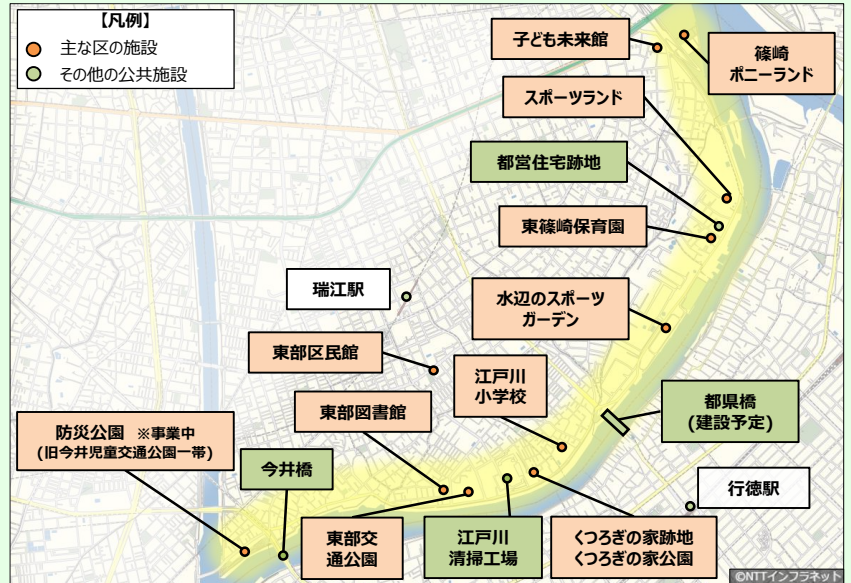 【凡例】
主な区の施設
その他の公共施設
子ども未来館
篠崎
ポニーランド
スポーツランド
都営住宅跡地
東篠崎保育園
瑞江駅
水辺のスポーツ
ガーデン
東部区民館
江戸川
小学校
都県橋
(建設予定)
東部図書館
防災公園 ※事業中
(旧今井児童交通公園一帯)
今井橋
行徳駅
東部交
通公園
江戸川
清掃工場
くつろぎの家跡地
くつろぎの家公園
©NTTインフラネット